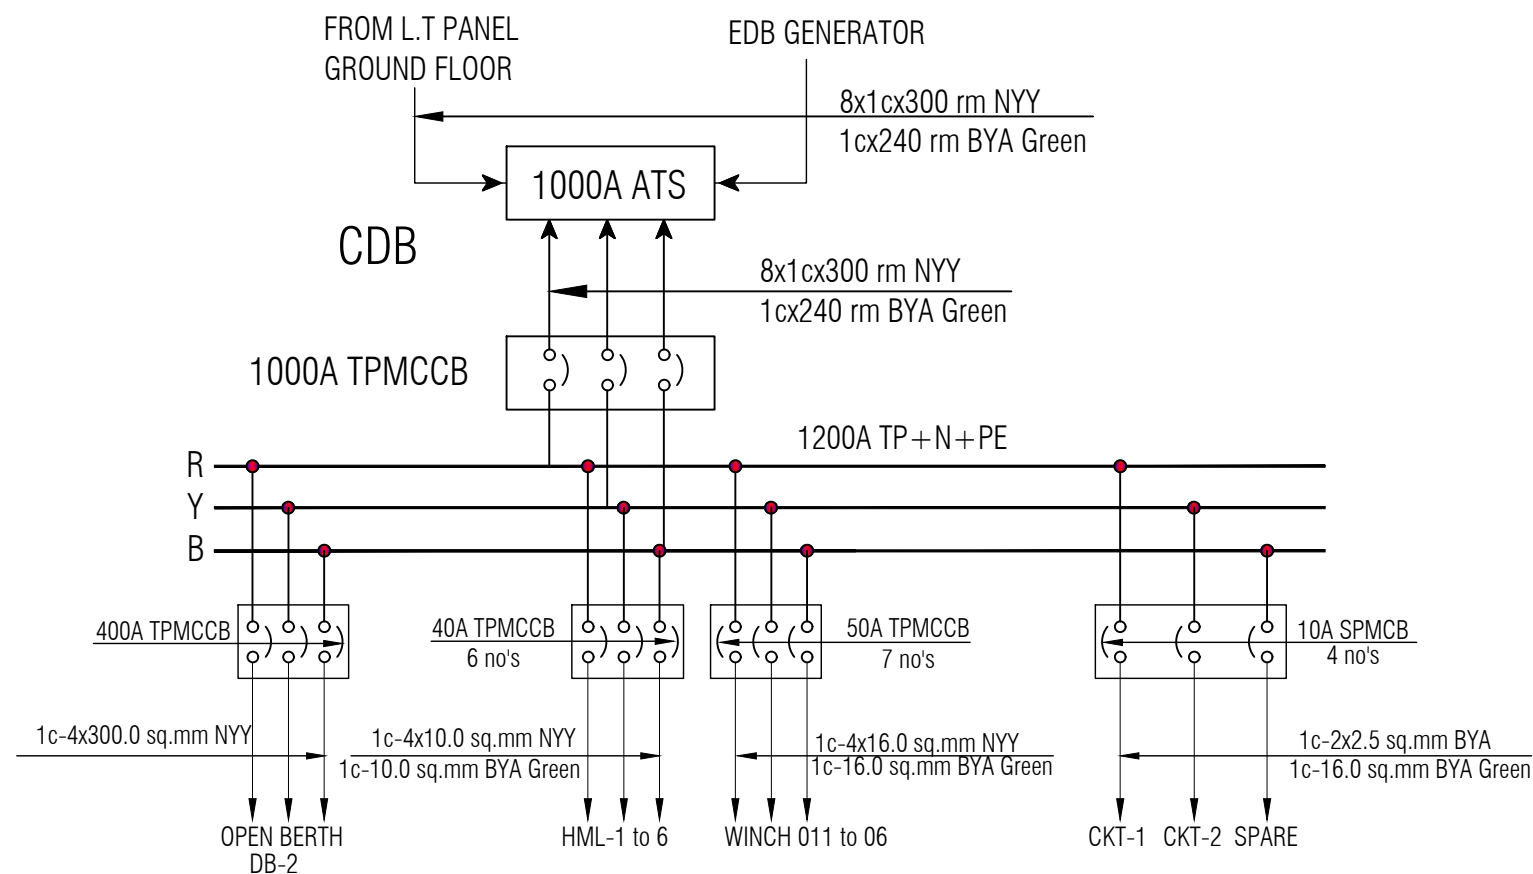 FROM L.T PANEL
GROUND FLOOR
EDB GENERATOR
8x1cx300 rm NYY
1cx240 rm BYA Green
1000A ATS
CDB
8x1cx300 rm NYY
1cx240 rm BYA Green
1000A TPMCCB
1200A TP+N+PE
R
Y
B
400A TPMCCB
40A TPMCCB
6 no's
50A TPMCCB
7 no's
10A SPMCB
4 no's
1c-4x300.0 sq.mm NYY
1c-4x10.0 sq.mm NYY
1c-10.0 sq.mm BYA Green
1c-4x16.0 sq.mm NYY
1c-16.0 sq.mm BYA Green
1c-2x2.5 sq.mm BYA
1c-16.0 sq.mm BYA Green
OPEN BERTH
DB-2
HML-1 to 6
WINCH 011 to 06
CKT-1
CKT-2
SPARE